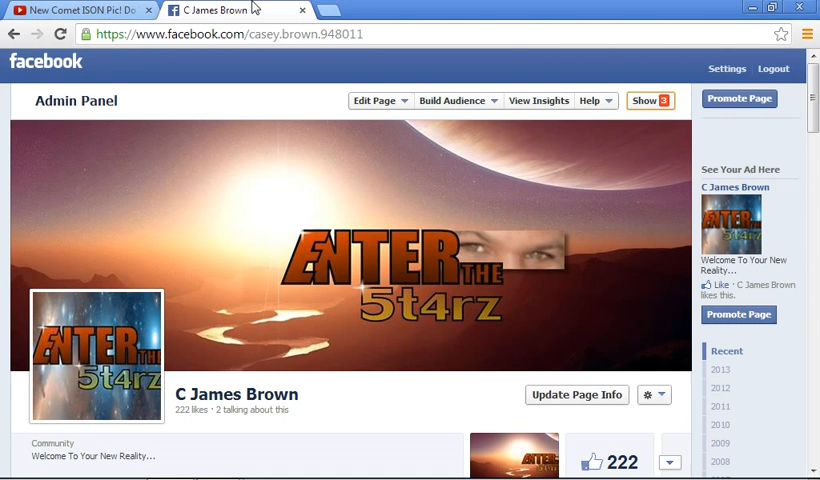 New Comet ISON Pic! Do
C James Brown
https://www.facebook.com/casey.brown.948011
facebook
Settings
Logout
Admin Panel
Edit Page
Build Audience
View Insights
Help
Show 3
Promote Page
See Your Ad Here
C James Brown
ENTER THE
5t4rz
Welcome To Your New
Reality...
Like · C James Brown
likes this.
Promote Page
ENTER THE
5t4rz
ENTER THE
5t4rz
C James Brown
222 likes · 2 talking about this
Update Page Info
Recent
2013
2012
2011
2010
2009
2008
Community
Welcome To Your New Reality...
ENTER THE
222